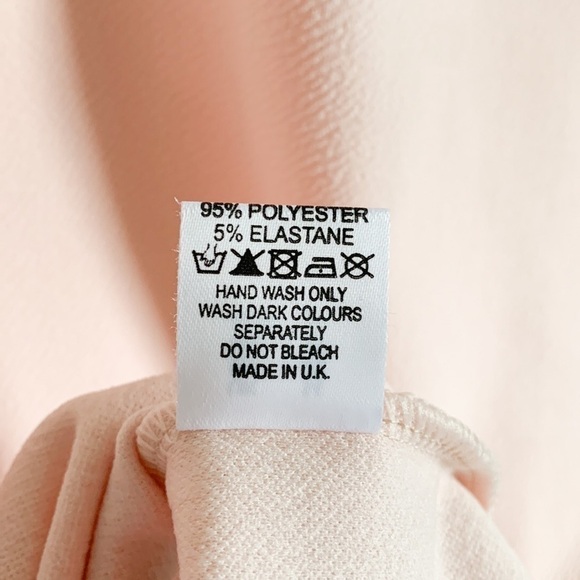 95% POLYESTER
5% ELASTANE
HAND WASH ONLY
WASH DARK COLOURS
SEPARATELY
DO NOT BLEACH
MADE IN U.K.